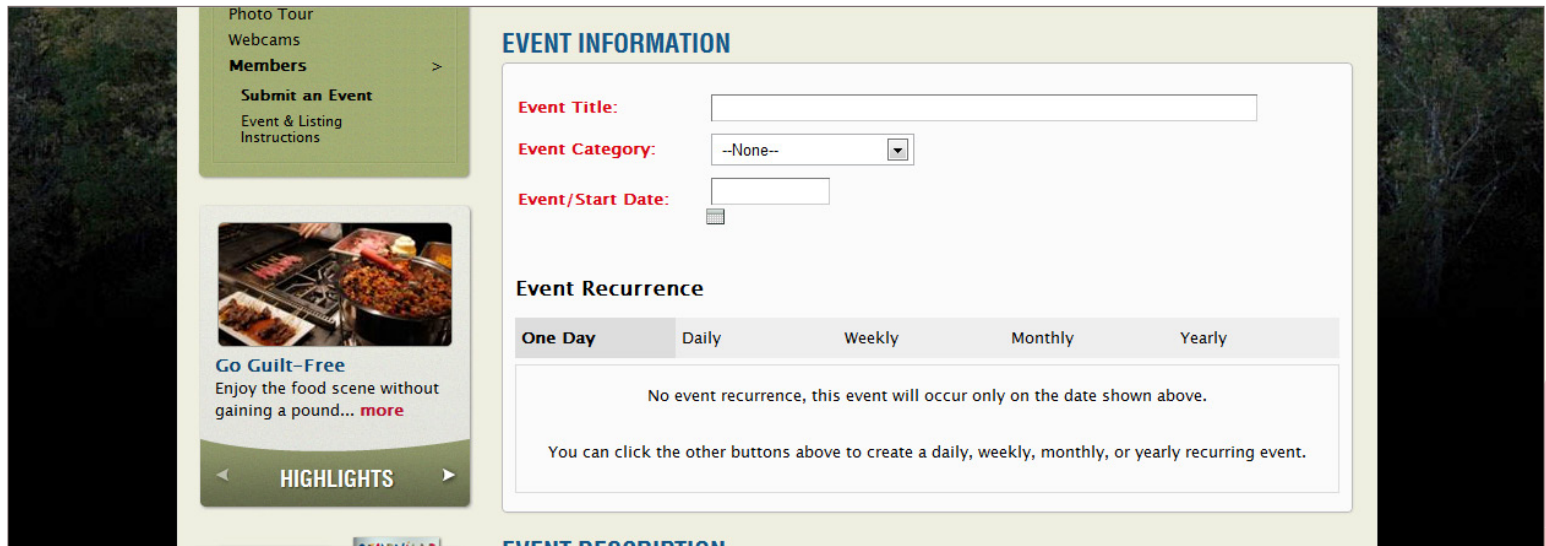 Photo Tour
Webcams
Members >
Submit an Event
Event & Listing
Instructions
Go Guilt-Free
Enjoy the food scene without
gaining a pound... more
HIGHLIGHTS
EVENT INFORMATION
Event Title:
Event Category: --None--
Event/Start Date:
Event Recurrence
One Day Daily Weekly Monthly Yearly
No event recurrence, this event will occur only on the date shown above.
You can click the other buttons above to create a daily, weekly, monthly, or yearly recurring event.
EVENT DESCRIPTION